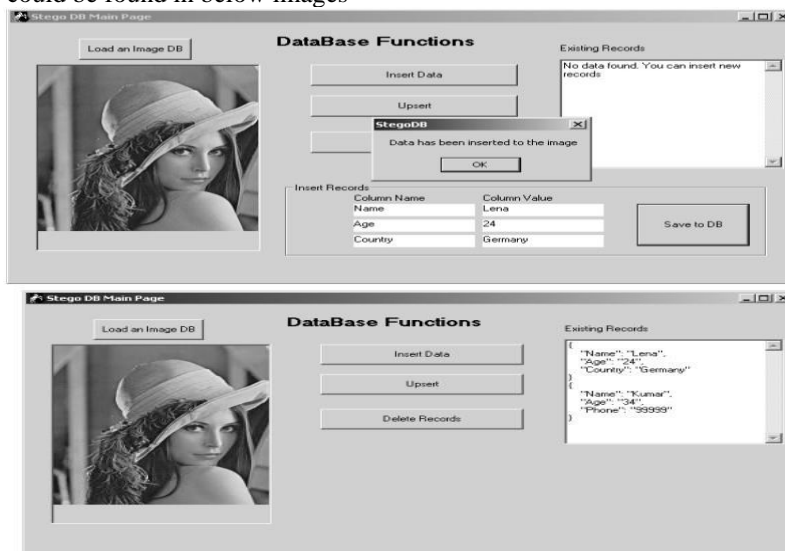 could be found in below images
Stego DB Main Page
Load an Image DB
DataBase Functions
Insert Data
Upsert
Existing Records
No data found. You can insert new
records
StegoDB
Data has been inserted to the image
OK
Insert Records
Column Name Column Value
Name Lena
Age 24
Country Germany
Save to DB
Stego DB Main Page
Load an Image DB
DataBase Functions
Insert Data
Upsert
Delete Records
Existing Records
{
"Name": "Lena",
"Age": "24",
"Country": "Germany"
}
{
"Name": "Kumar",
"Age": "34",
"Phone": "99999"
}